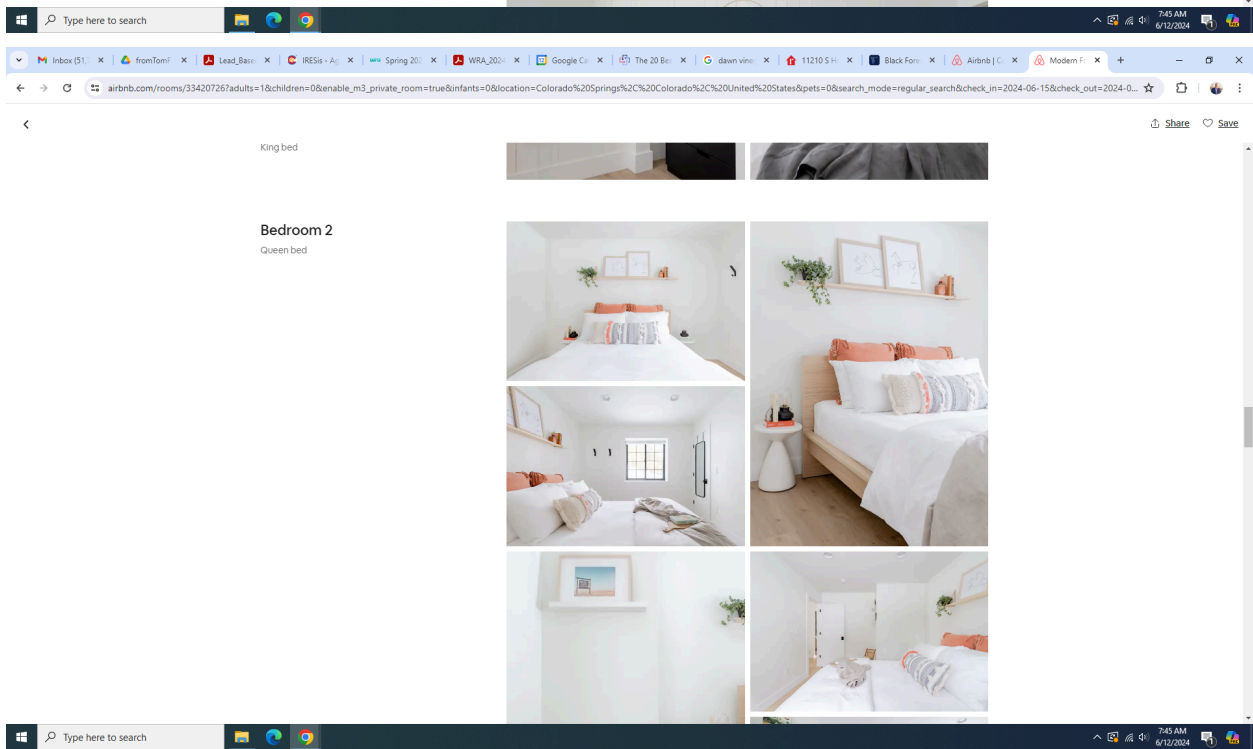 Type here to search
7:45 AM
6/12/2024
Inbox (51,
fromTomF
Lead_Base
IRESis - Ag
Spring 202
WRA_2024
Google Ca
The 20 Be
dawn vine
11210 S H
Black Fore
Airbnb | C
Modern Fo
airbnb.com/rooms/33420726?adults=1&children=0&enable_m3_private_room=true&infants=0&location=Colorado%20Springs%2C%20Colorado%2C%20United%20States&pets=0&search_mode=regular_search&check_in=2024-06-15&check_out=2024-0...
Share
Save
King bed
Bedroom 2
Queen bed
Type here to search
7:45 AM
6/12/2024